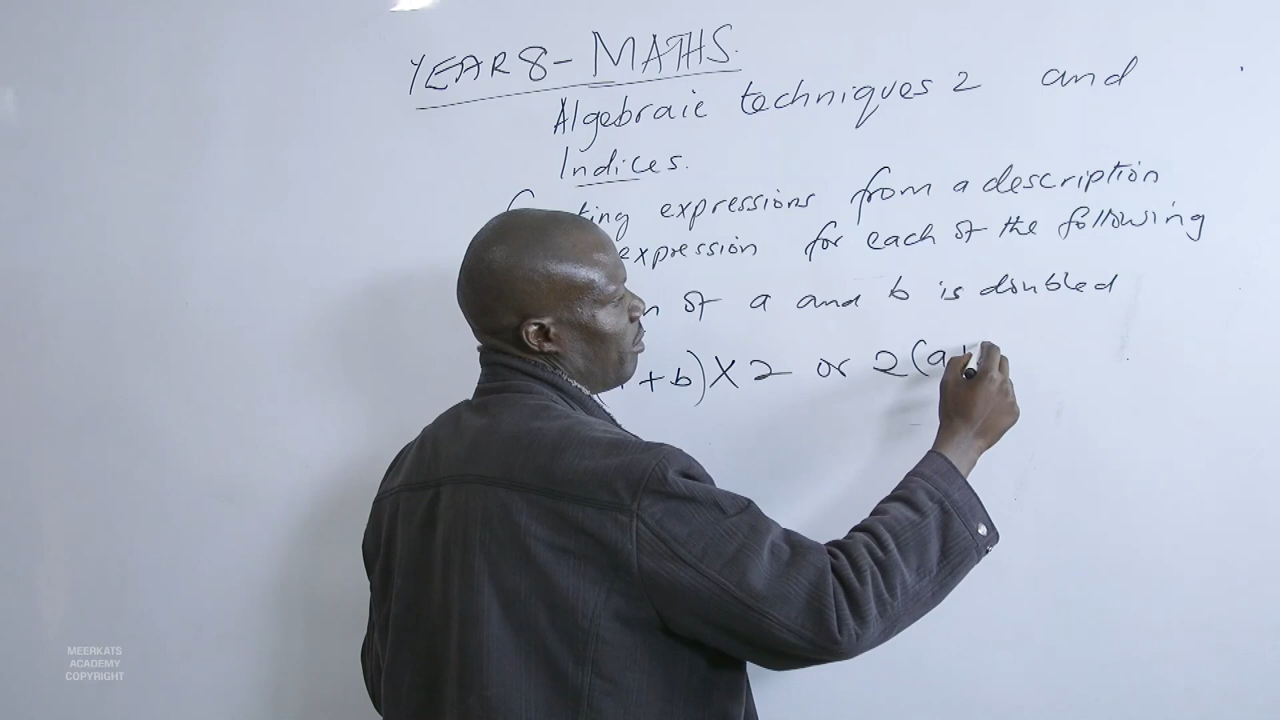 YEAR 8 - MATHS.
Algebraic techniques 2 and
Indices.
expressions from a description
expression for each of the following
of a and b is doubled
+ b) X 2 or 2(a
MEERKATS
ACADEMY
COPYRIGHT